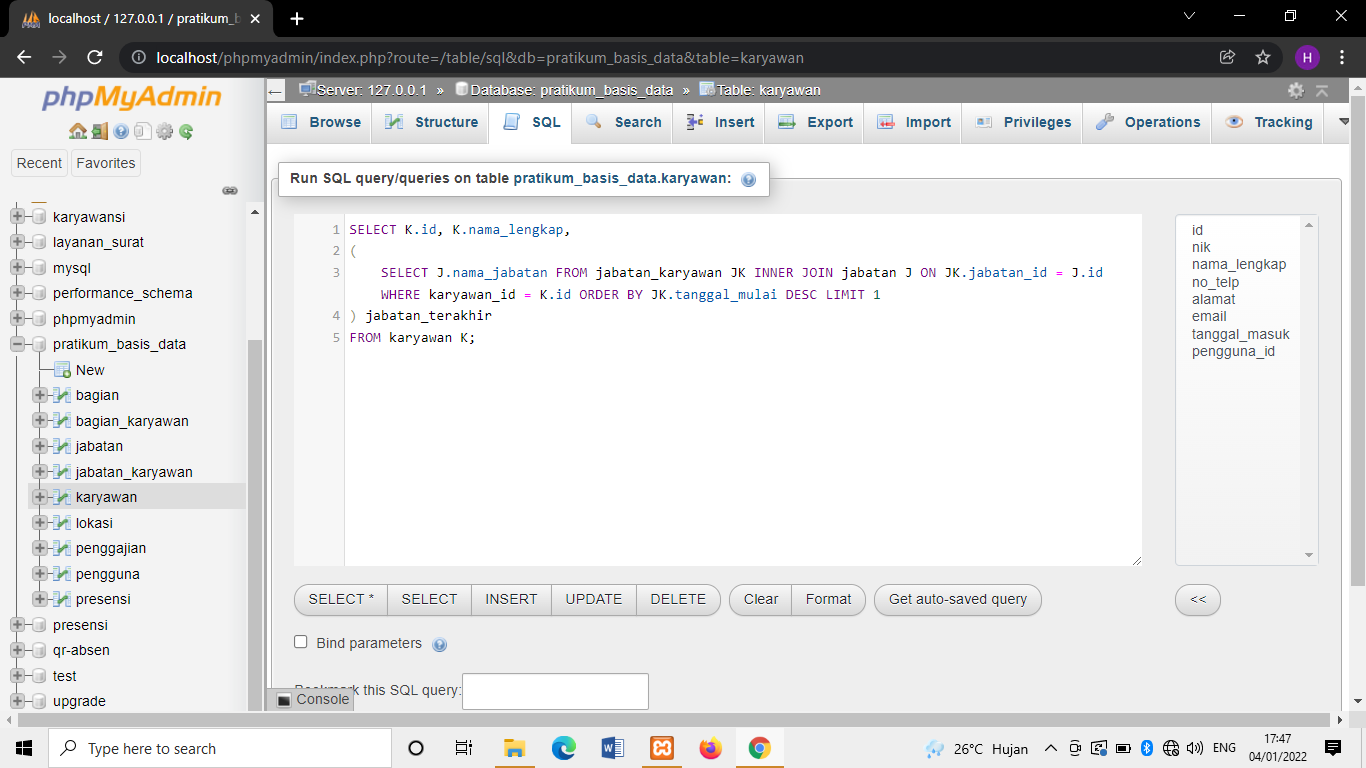 localhost / 127.0.0.1 / pratikum_b
localhost/phpmyadmin/index.php?route=/table/sql&db=pratikum_basis_data&table=karyawan
H
phpMyAdmin
Recent
Favorites
karyawansi
layanan_surat
mysql
performance_schema
phpmyadmin
pratikum_basis_data
New
bagian
bagian_karyawan
jabatan
jabatan_karyawan
karyawan
lokasi
penggajian
pengguna
presensi
presensi
qr-absen
test
upgrade
Server: 127.0.0.1 » Database: pratikum_basis_data » Table: karyawan
Browse
Structure
SQL
Search
Insert
Export
Import
Privileges
Operations
Tracking
Run SQL query/queries on table pratikum_basis_data.karyawan:
1 SELECT K.id, K.nama_lengkap,
2 (
3 SELECT J.nama_jabatan FROM jabatan_karyawan JK INNER JOIN jabatan J ON JK.jabatan_id = J.id
WHERE karyawan_id = K.id ORDER BY JK.tanggal_mulai DESC LIMIT 1
4 ) jabatan_terakhir
5 FROM karyawan K;
id
nik
nama_lengkap
no_telp
alamat
email
tanggal_masuk
pengguna_id
SELECT *
SELECT
INSERT
UPDATE
DELETE
Clear
Format
Get auto-saved query
<<
Bind parameters
Bookmark this SQL query:
Console
Type here to search
26°C Hujan
ENG
17:47
04/01/2022